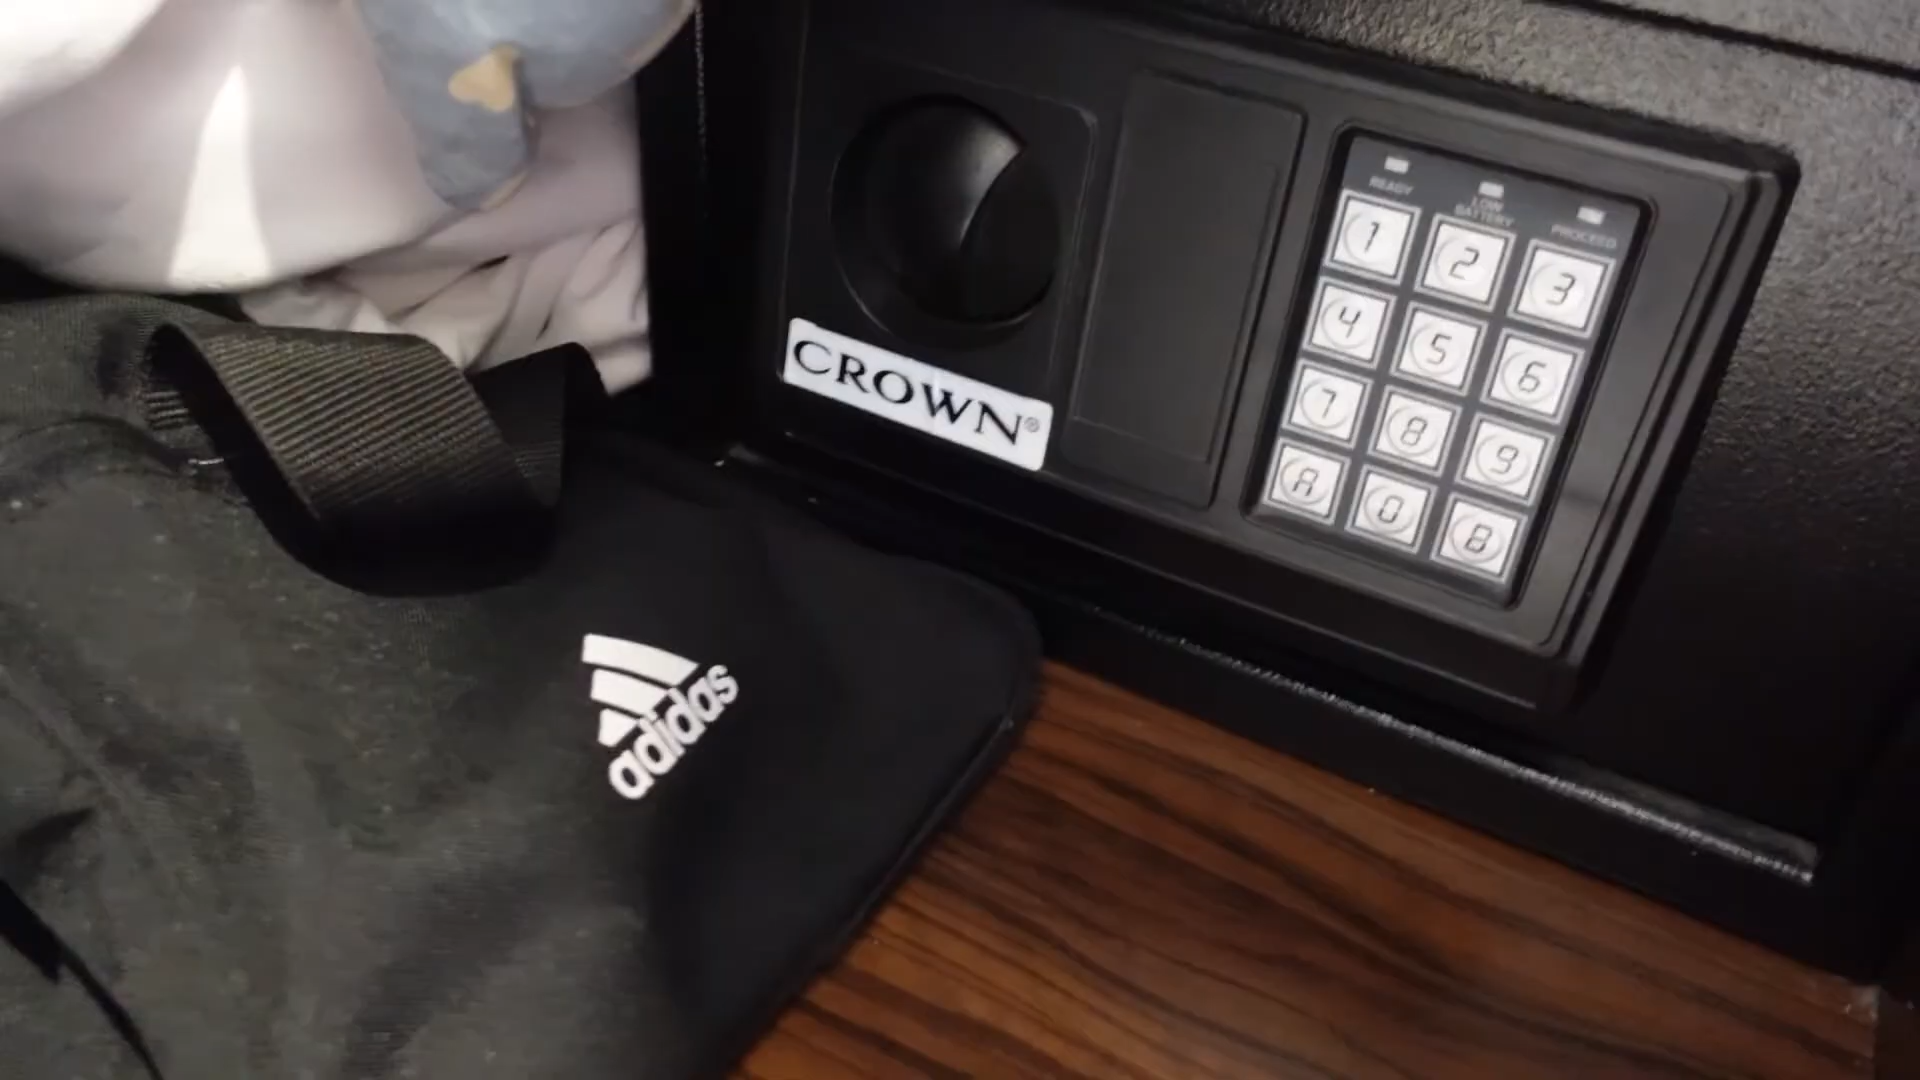 READY
LOW
BATTERY
PROCEED
1 2 3
4 5 6
7 8 9
A 0 B
CROWN®
adidas